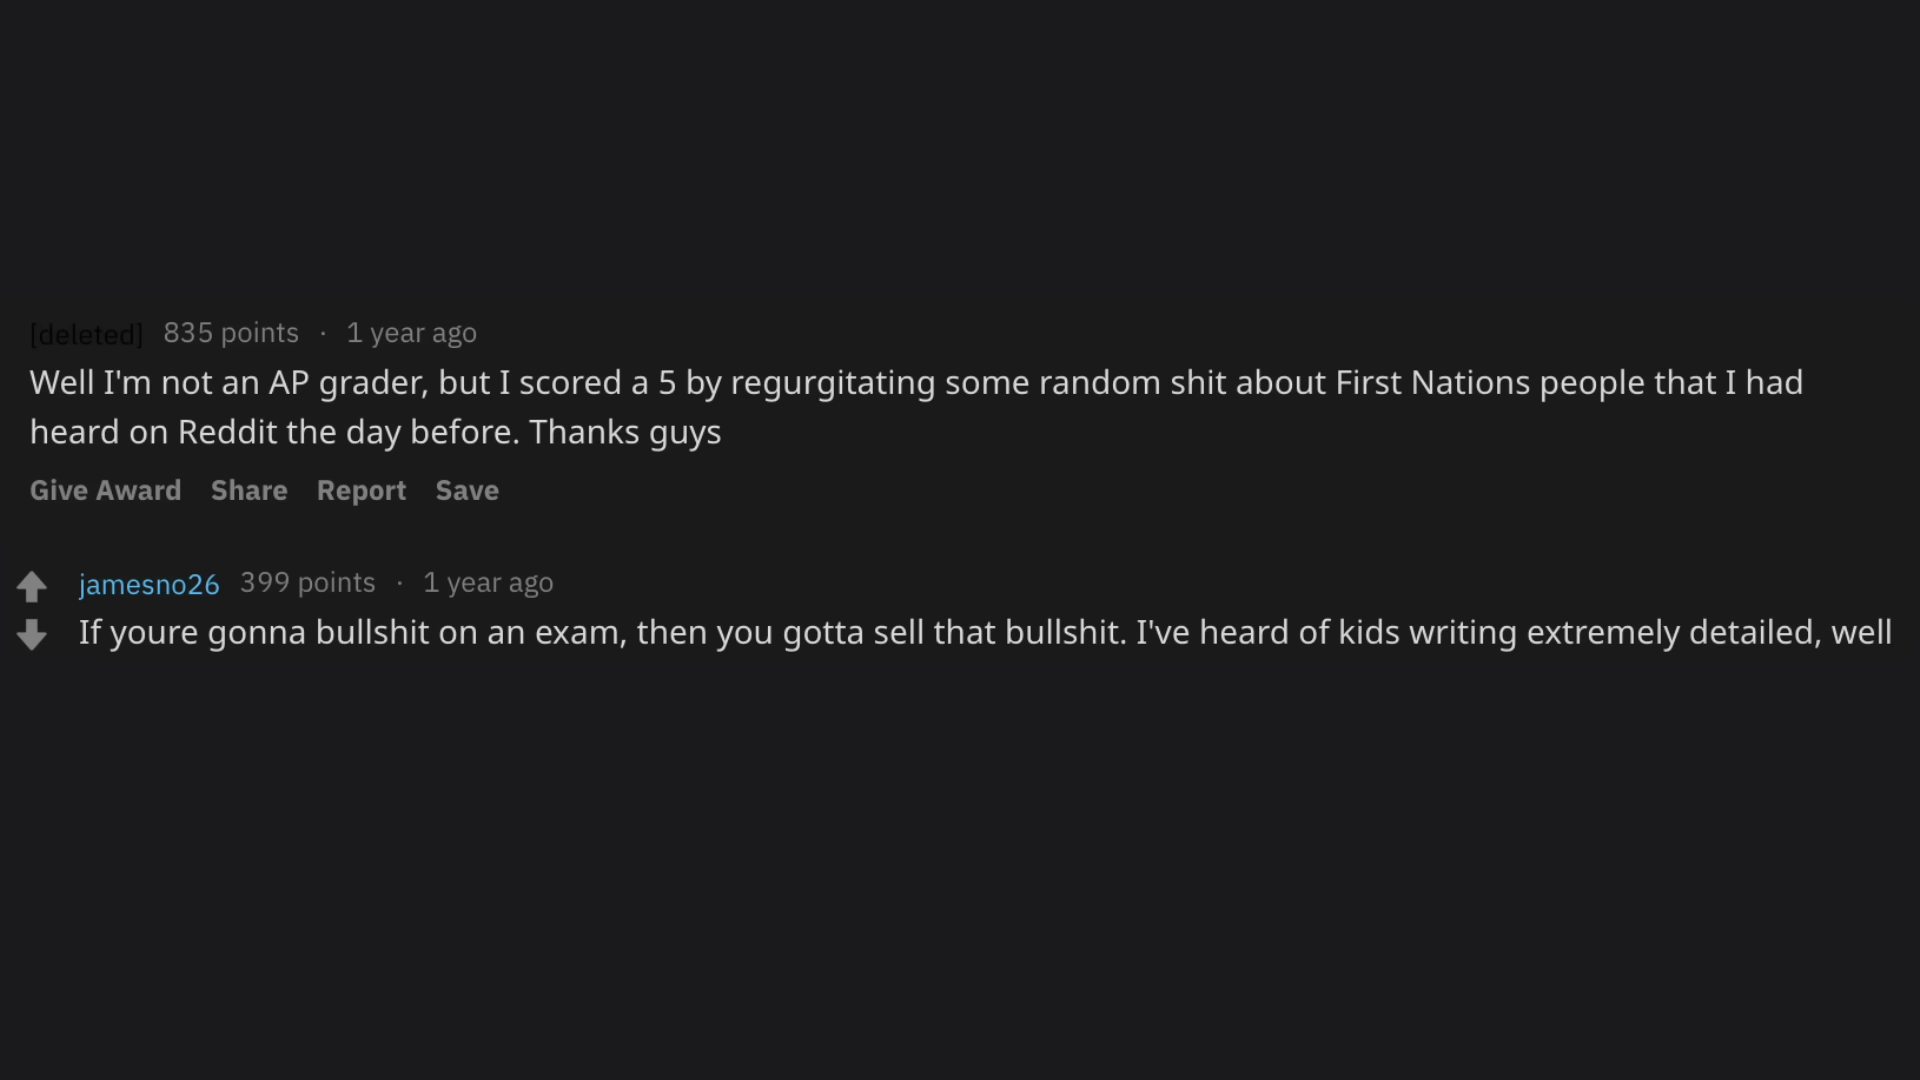 [deleted] 835 points · 1 year ago
Well I'm not an AP grader, but I scored a 5 by regurgitating some random shit about First Nations people that I had
heard on Reddit the day before. Thanks guys
Give Award Share Report Save
jamesno26 399 points · 1 year ago
If youre gonna bullshit on an exam, then you gotta sell that bullshit. I've heard of kids writing extremely detailed, well